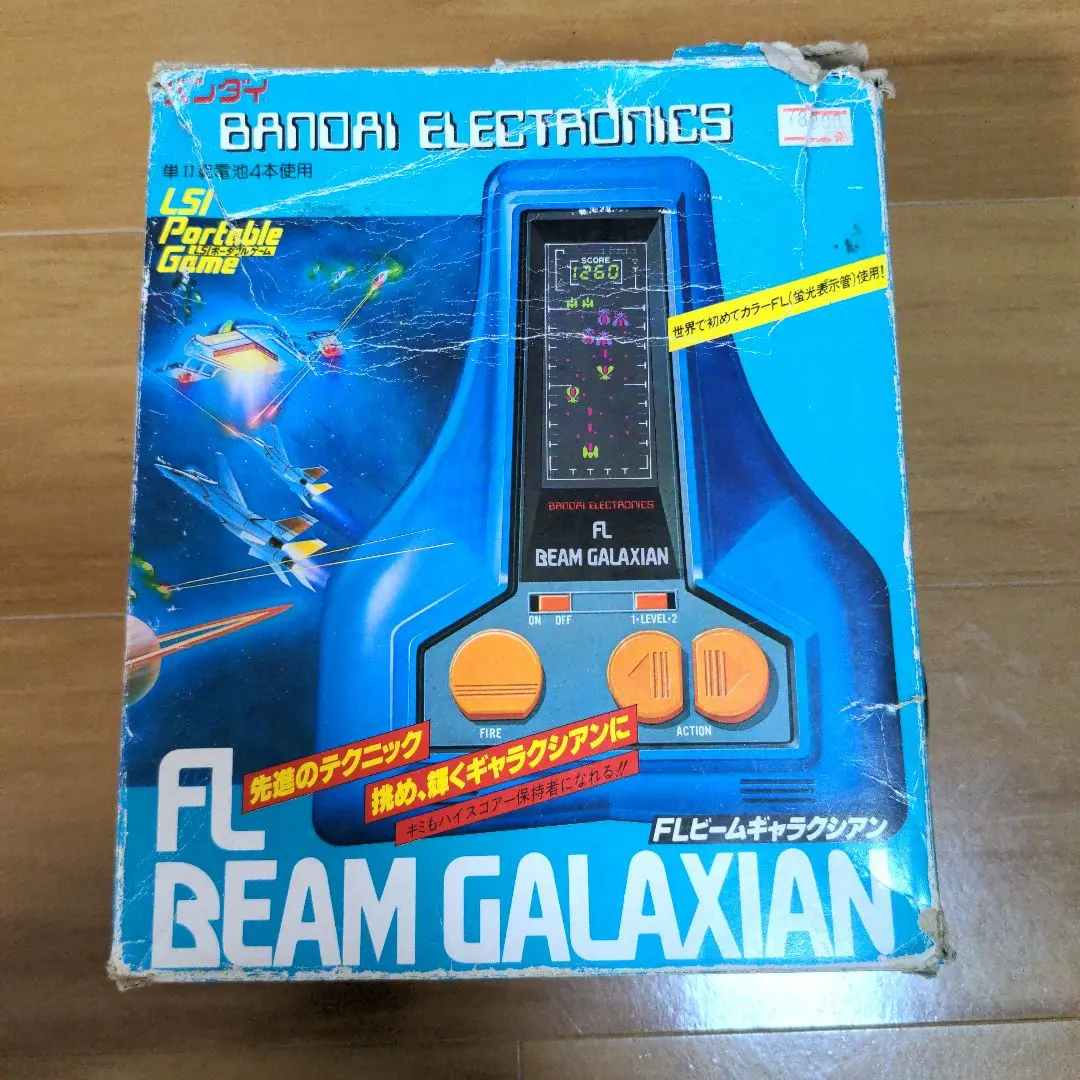 バンダイ
BANDAI ELECTRONICS
単II乾電池4本使用
LSI
Portable
LSIポータブルゲーム
Game
SCORE
1260
世界で初めてカラーFL(蛍光表示管)使用!
BANDAI ELECTRONICS
FL
BEAM GALAXIAN
ON OFF
1•LEVEL•2
FIRE
ACTION
先進のテクニック
挑め、輝くギャラクシアンに
キミもハイスコアー保持者になれる!!
FLビームギャラクシアン
FL
BEAM GALAXIAN